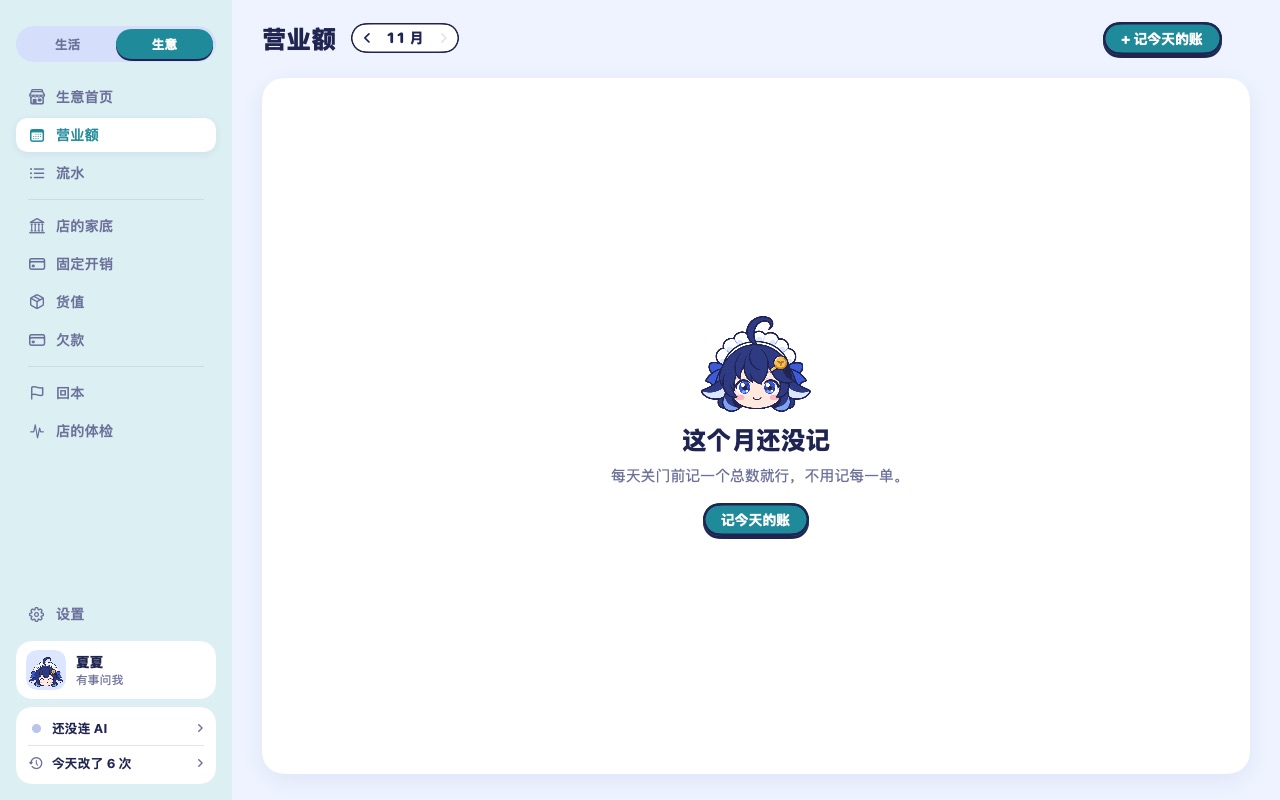 生活
生意
生意首页
营业额
流水
店的家底
固定开销
货值
欠款
回本
店的体检
设置
夏夏
有事问我
还没连 AI
今天改了 6 次
营业额
11 月
+ 记今天的账
这个月还没记
每天关门前记一个总数就行，不用记每一单。
记今天的账